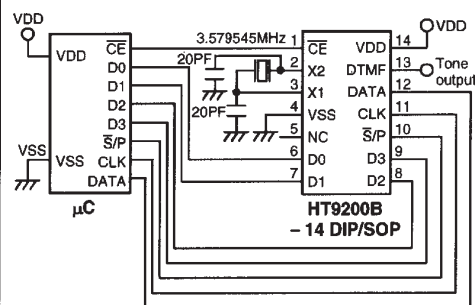 VDD
VDD
CE
D0
D1
D2
D3
S/P
CLK
DATA
VSS
VSS
μC
3.579545MHz
20PF
20PF
1 CE
2 X2
3 X1
4 VSS
5 NC
6 D0
7 D1
VDD 14
DTMF 13
DATA 12
CLK 11
S/P 10
D3 9
D2 8
VDD
Tone
output
HT9200B
– 14 DIP/SOP